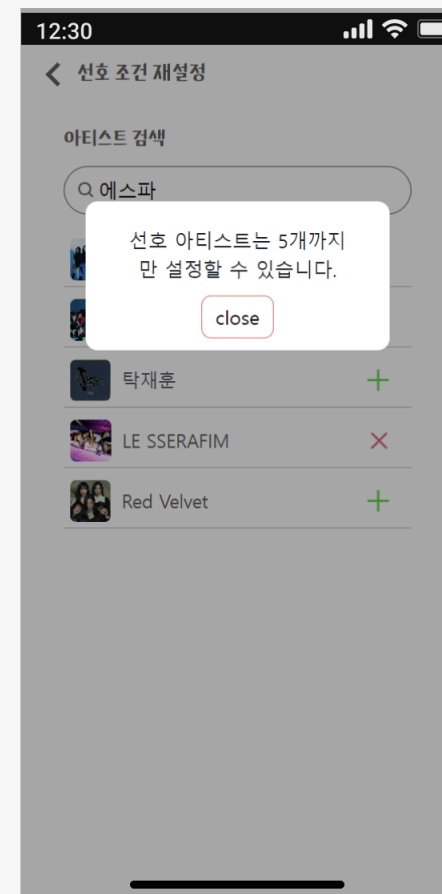 12:30
선호 조건 재설정
아티스트 검색
에스파
선호 아티스트는 5개까지
만 설정할 수 있습니다.
close
탁재훈
LE SSERAFIM
Red Velvet